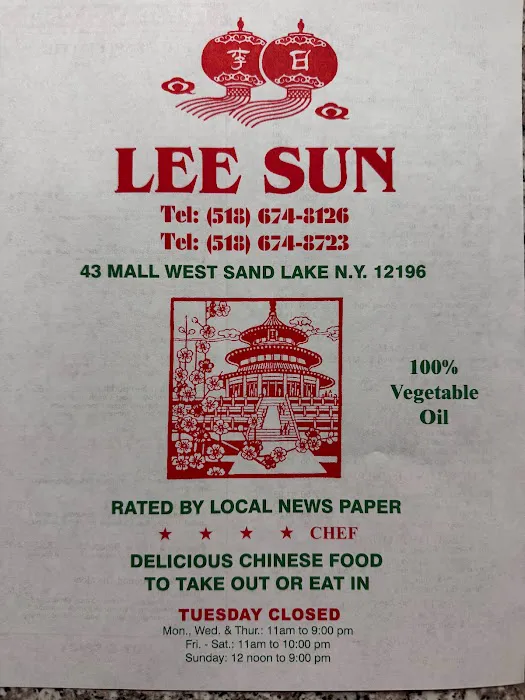 李 日
LEE SUN
Tel: (518) 674-8126
Tel: (518) 674-8723
43 MALL WEST SAND LAKE N.Y. 12196
100%
Vegetable
Oil
RATED BY LOCAL NEWS PAPER
★ ★ ★ ★ CHEF
DELICIOUS CHINESE FOOD
TO TAKE OUT OR EAT IN
TUESDAY CLOSED
Mon., Wed. & Thur.: 11am to 9:00 pm
Fri. - Sat.: 11am to 10:00 pm
Sunday: 12 noon to 9:00 pm